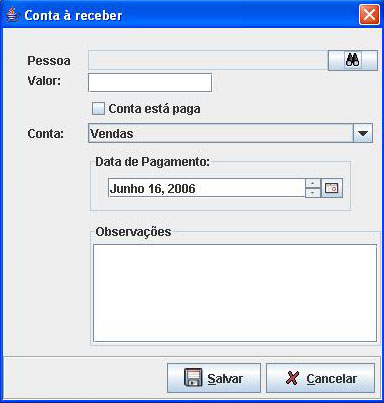 Conta à receber
Pessoa
Valor:
Conta está paga
Conta: Vendas
Data de Pagamento:
Junho 16, 2006
Observações
Salvar Cancelar